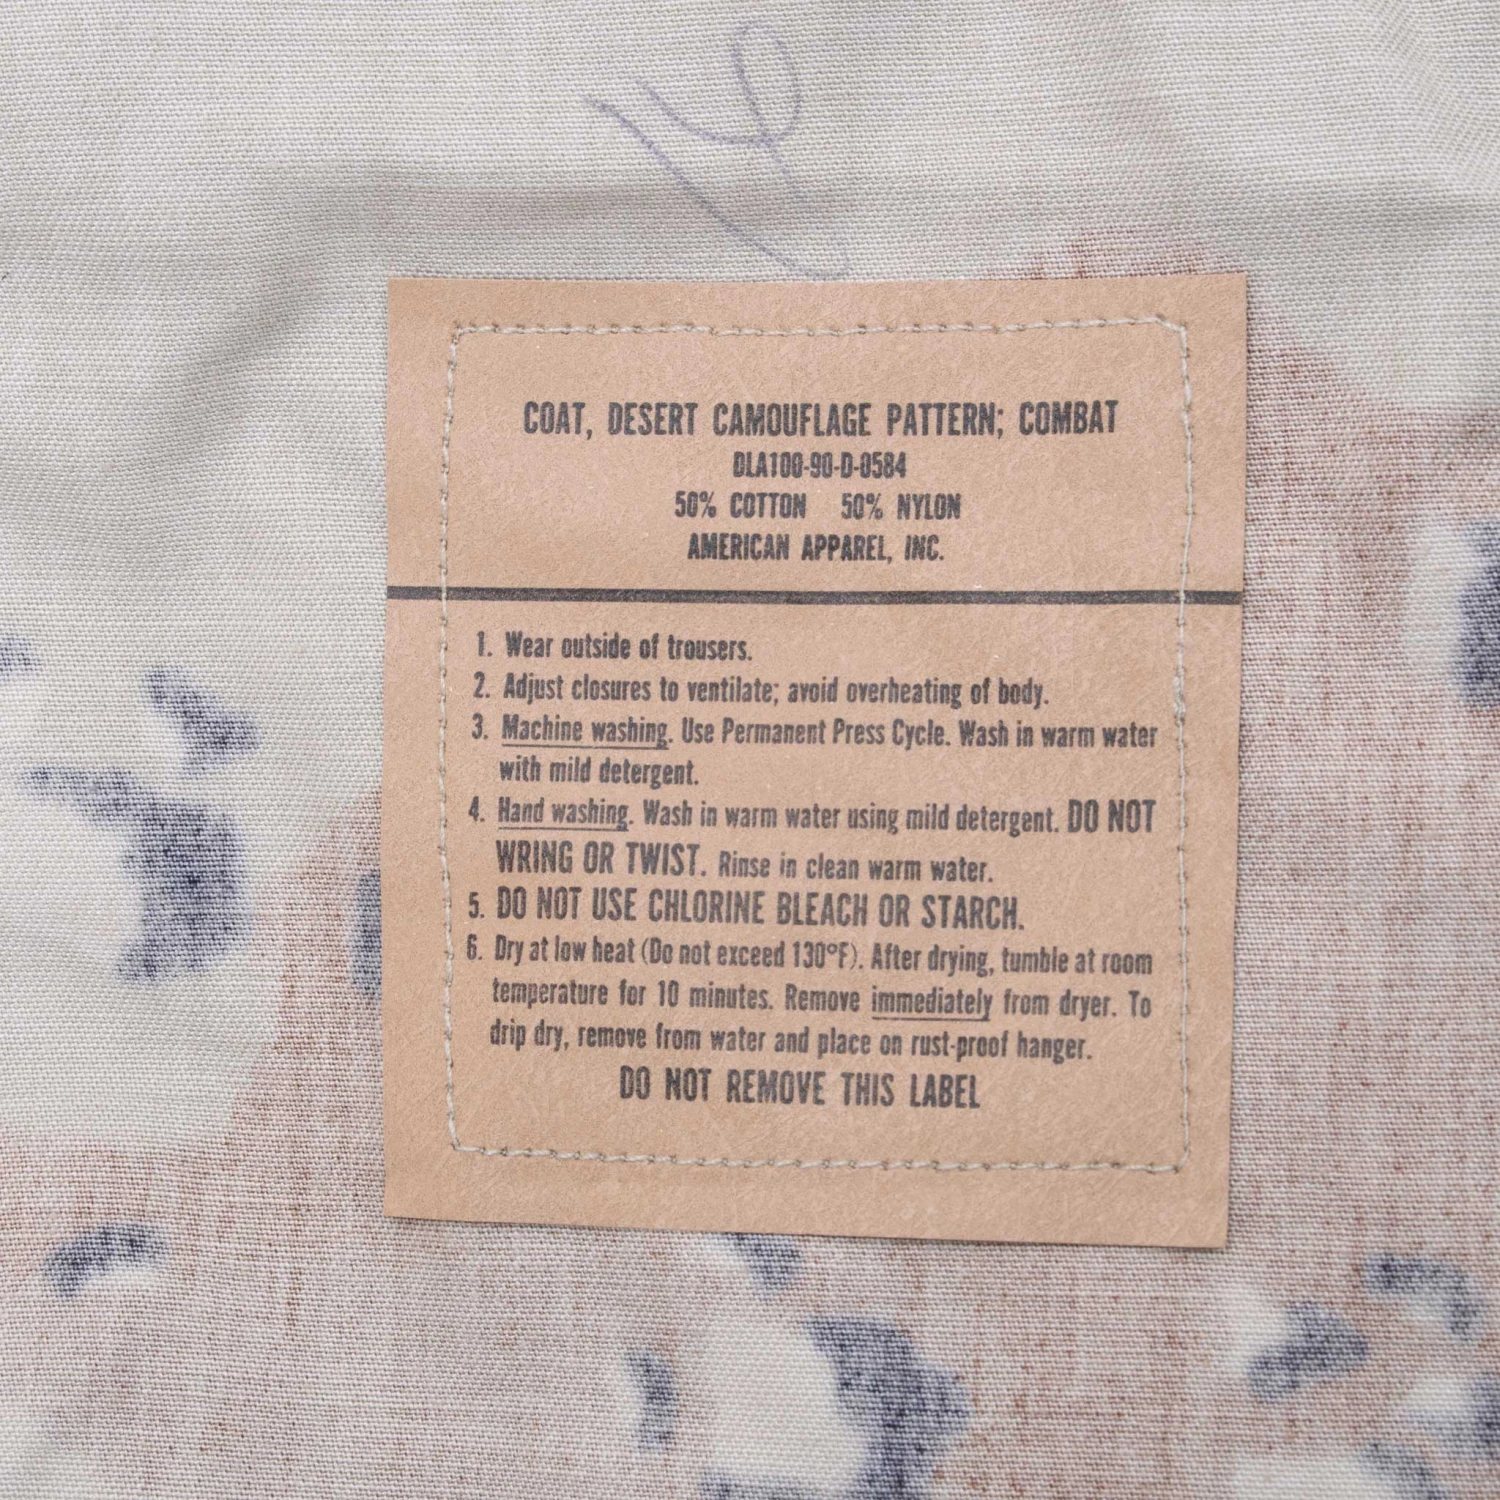 COAT, DESERT CAMOUFLAGE PATTERN; COMBAT
DLA100-90-D-0584
50% COTTON 50% NYLON
AMERICAN APPAREL, INC.
1. Wear outside of trousers.
2. Adjust closures to ventilate; avoid overheating of body.
3. Machine washing. Use Permanent Press Cycle. Wash in warm water
with mild detergent.
4. Hand washing. Wash in warm water using mild detergent. DO NOT
WRING OR TWIST. Rinse in clean warm water.
5. DO NOT USE CHLORINE BLEACH OR STARCH.
6. Dry at low heat (Do not exceed 130°F). After drying, tumble at room
temperature for 10 minutes. Remove immediately from dryer. To
drip dry, remove from water and place on rust-proof hanger.
DO NOT REMOVE THIS LABEL